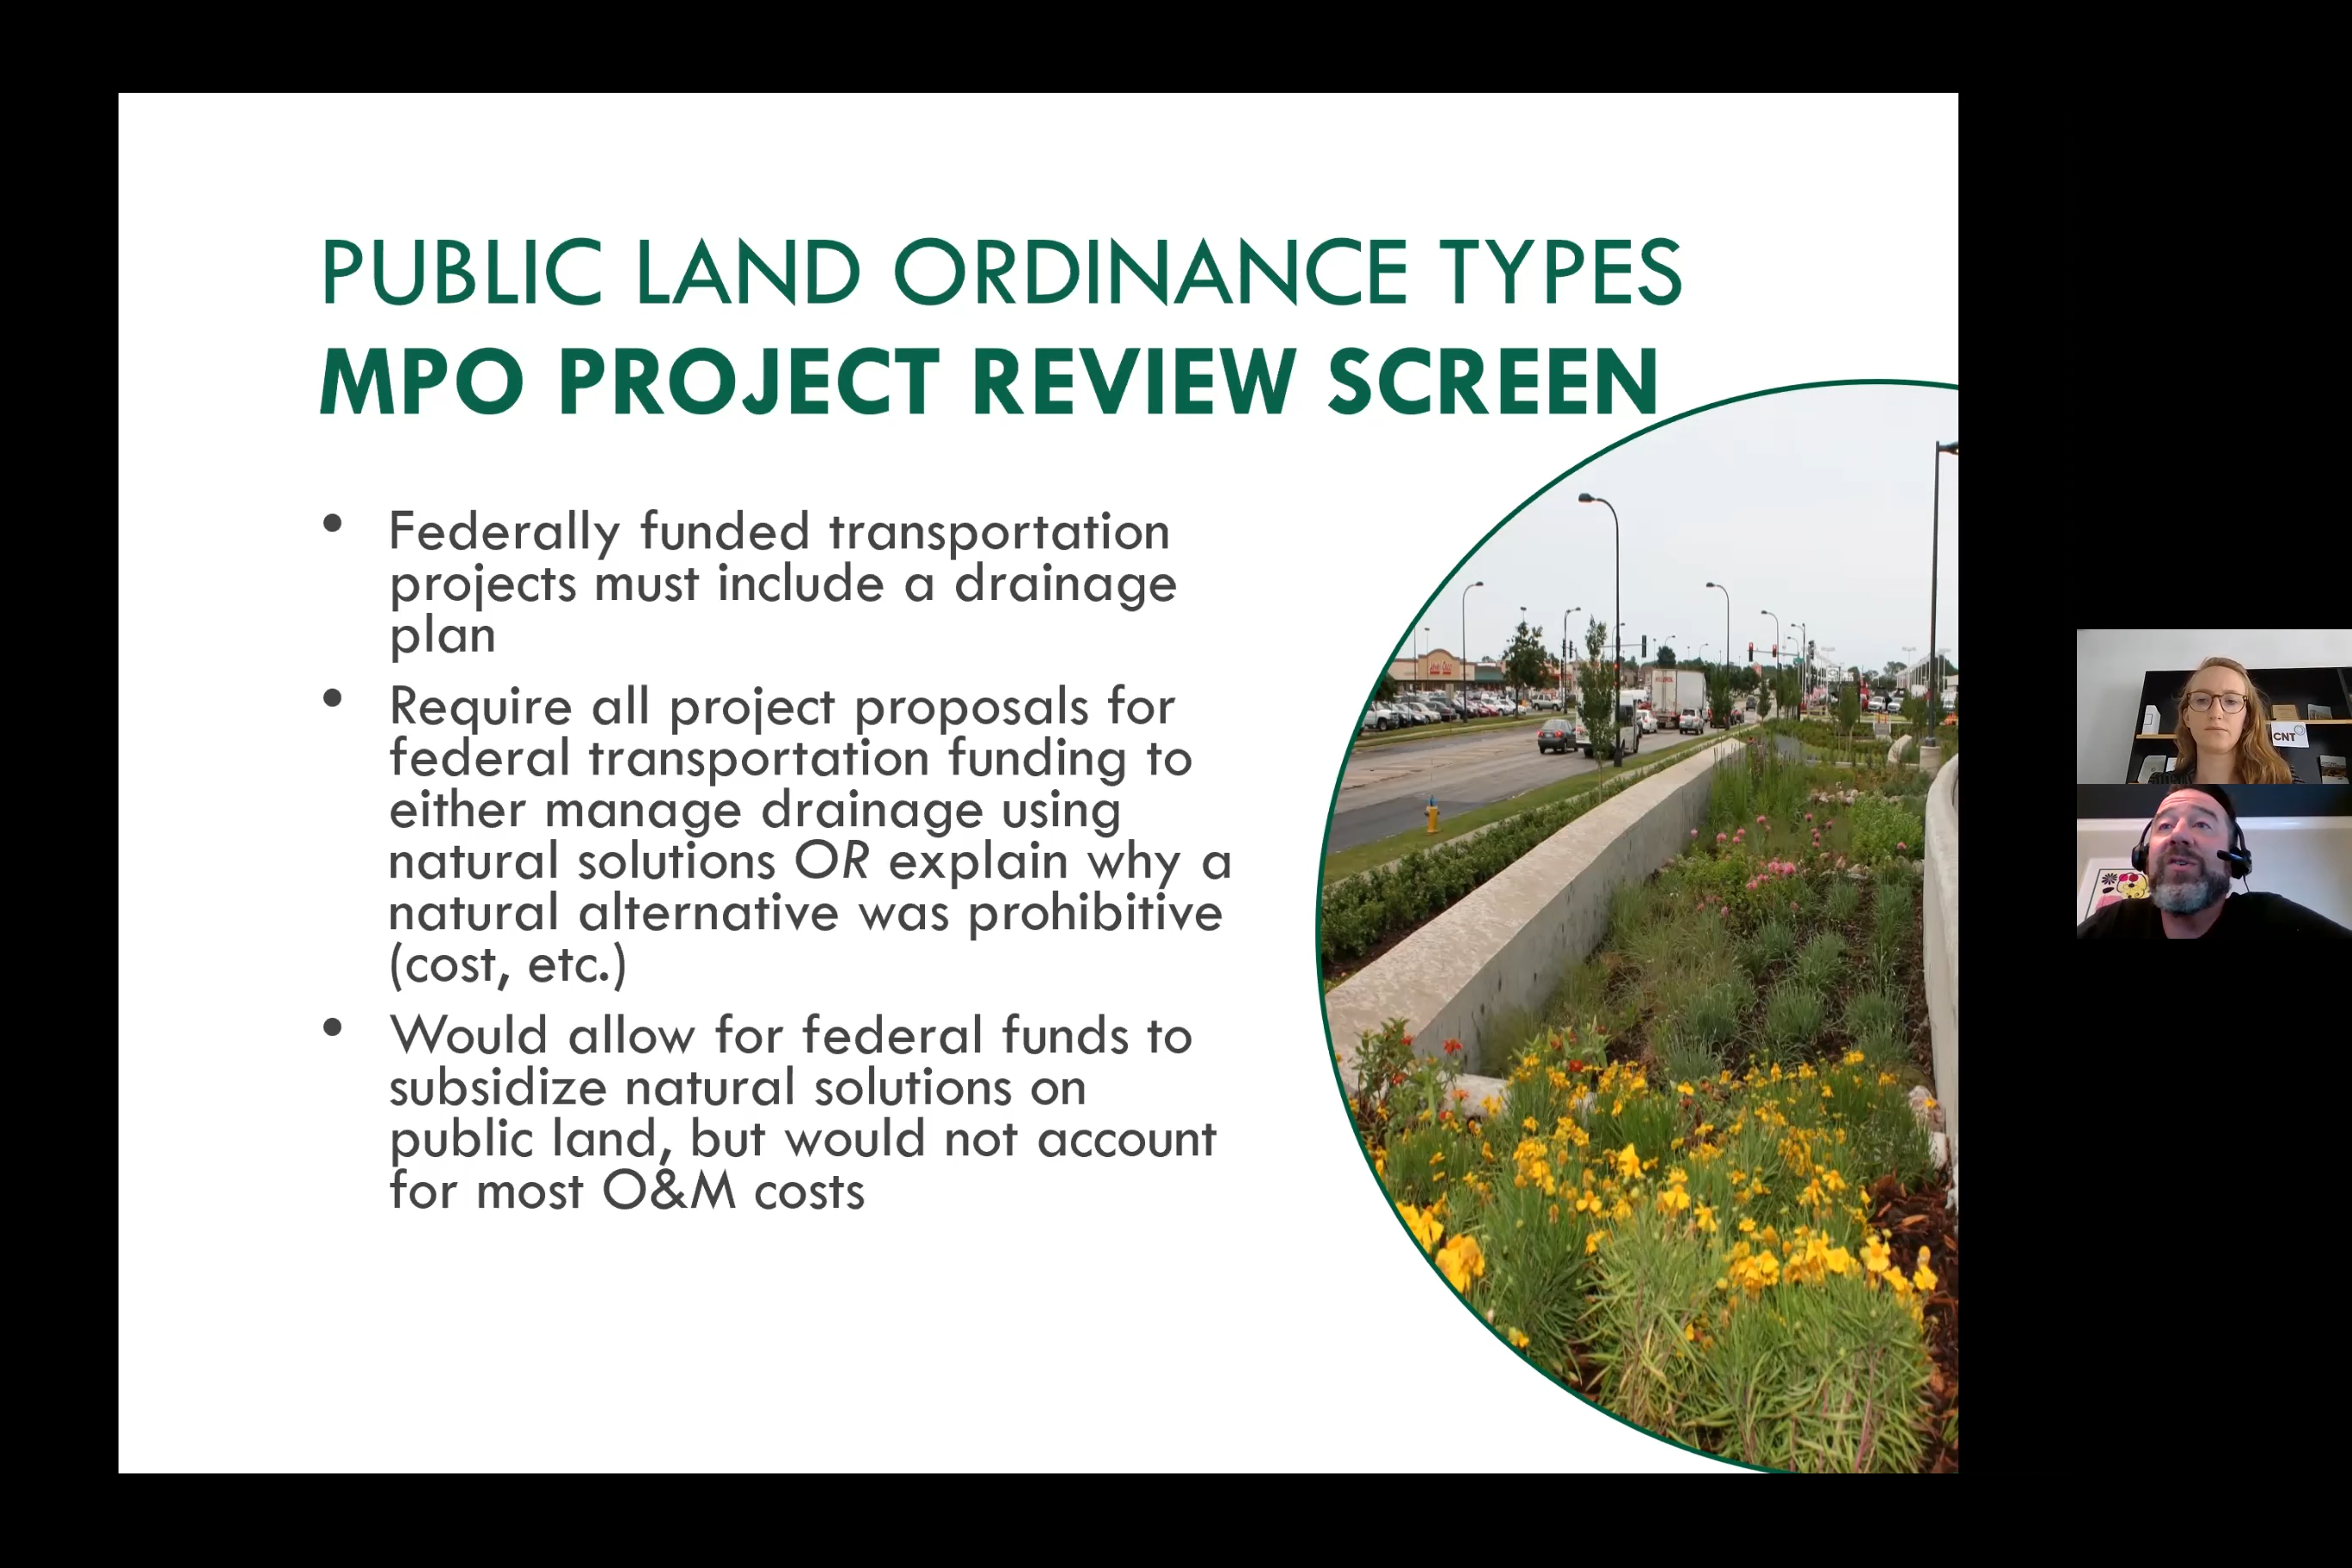 PUBLIC LAND ORDINANCE TYPES
MPO PROJECT REVIEW SCREEN
• Federally funded transportation
projects must include a drainage
plan
• Require all project proposals for
federal transportation funding to
either manage drainage using
natural solutions OR explain why a
natural alternative was prohibitive
(cost, etc.)
• Would allow for federal funds to
subsidize natural solutions on
public land, but would not account
for most O&M costs
CNT